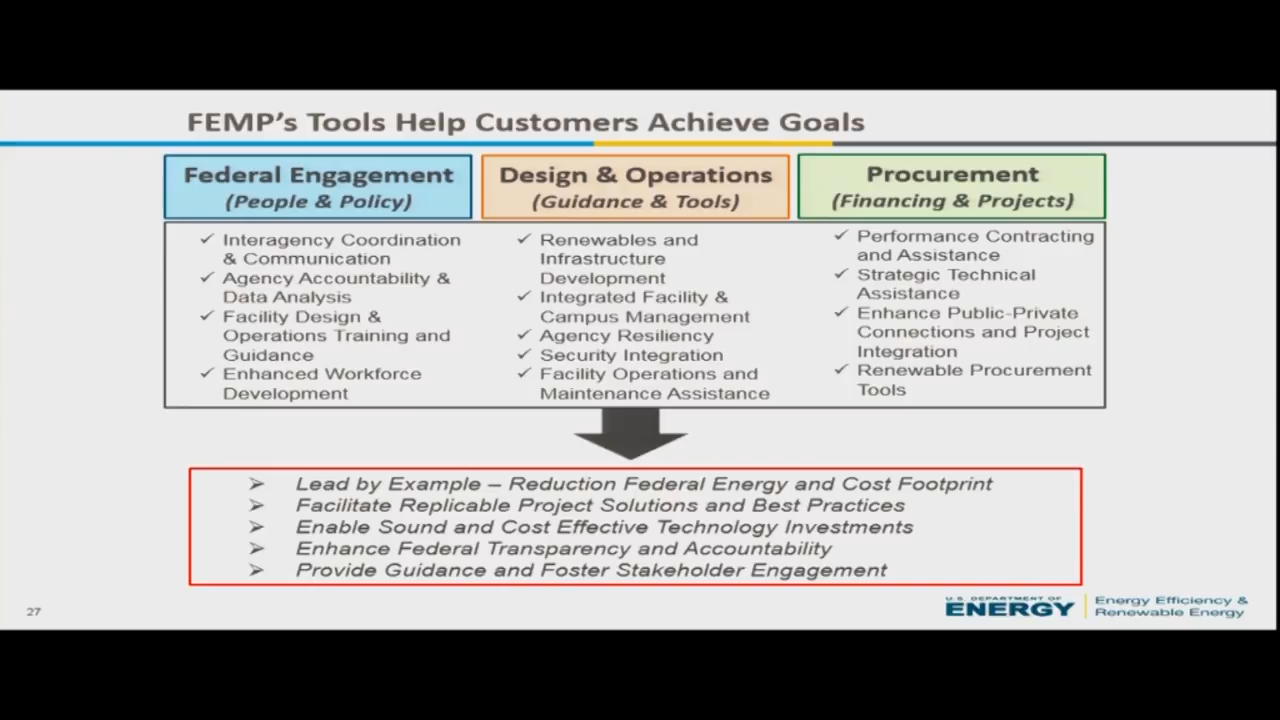 FEMP's Tools Help Customers Achieve Goals
Federal Engagement
(People & Policy)
✓ Interagency Coordination
& Communication
✓ Agency Accountability &
Data Analysis
✓ Facility Design &
Operations Training and
Guidance
✓ Enhanced Workforce
Development
Design & Operations
(Guidance & Tools)
✓ Renewables and
Infrastructure
Development
✓ Integrated Facility &
Campus Management
✓ Agency Resiliency
✓ Security Integration
✓ Facility Operations and
Maintenance Assistance
Procurement
(Financing & Projects)
✓ Performance Contracting
and Assistance
✓ Strategic Technical
Assistance
✓ Enhance Public-Private
Connections and Project
Integration
✓ Renewable Procurement
Tools
➢ Lead by Example – Reduction Federal Energy and Cost Footprint
➢ Facilitate Replicable Project Solutions and Best Practices
➢ Enable Sound and Cost Effective Technology Investments
➢ Enhance Federal Transparency and Accountability
➢ Provide Guidance and Foster Stakeholder Engagement
27
U.S. DEPARTMENT OF
ENERGY
Energy Efficiency &
Renewable Energy